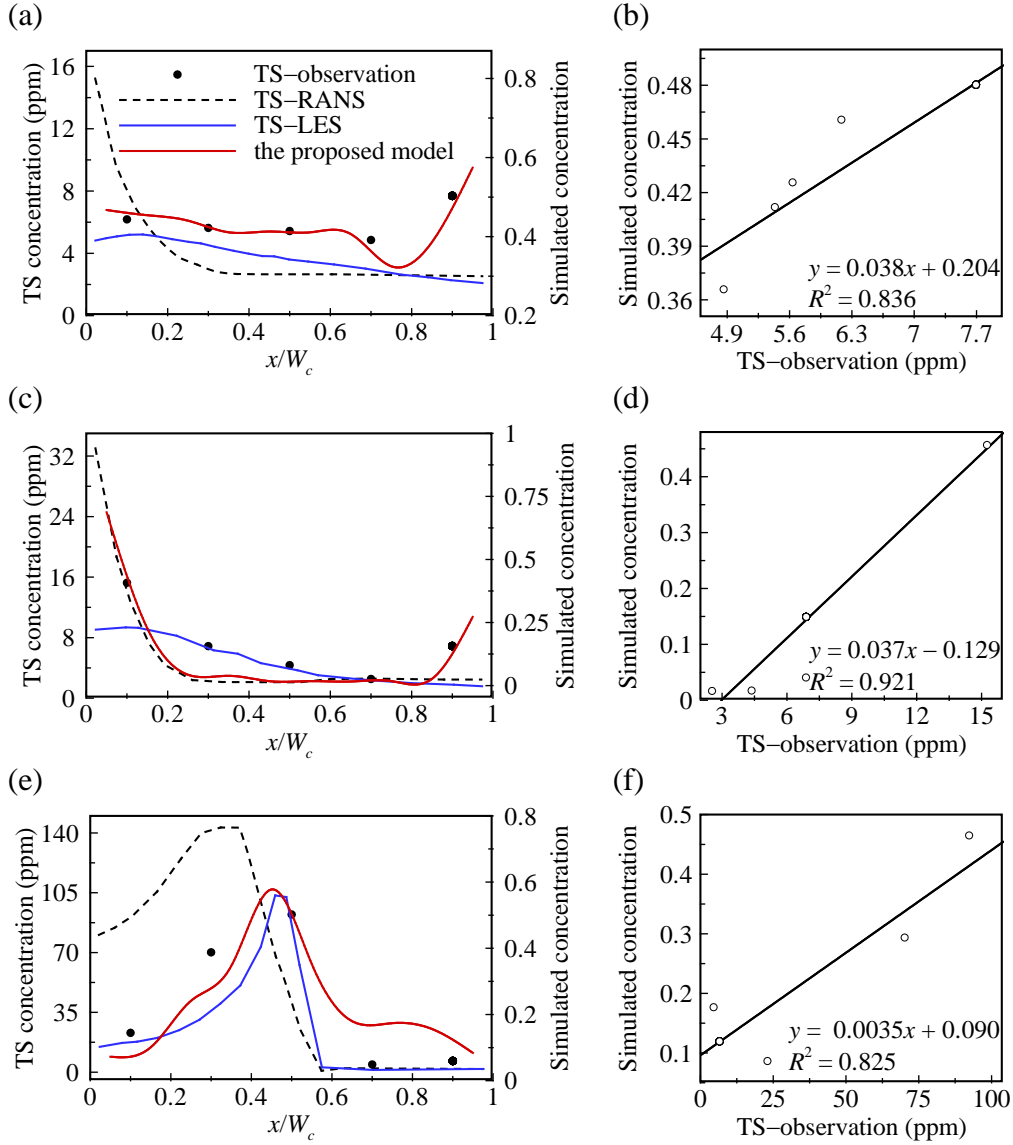 (a)
(b)
TS concentration (ppm)
16
12
8
4
0
TS−observation
TS−RANS
TS−LES
the proposed model
0.8
0.6
0.4
0.2
Simulated concentration
0 0.2 0.4 0.6 0.8 1
x/W_c
Simulated concentration
0.48
0.45
0.42
0.39
0.36
y = 0.038x + 0.204
R² = 0.836
4.9 5.6 6.3 7 7.7
TS−observation (ppm)
(c)
(d)
TS concentration (ppm)
32
24
16
8
0
1
0.75
0.5
0.25
0
Simulated concentration
0 0.2 0.4 0.6 0.8 1
x/W_c
Simulated concentration
0.4
0.3
0.2
0.1
0
y = 0.037x − 0.129
R² = 0.921
3 6 9 12 15
TS−observation (ppm)
(e)
(f)
TS concentration (ppm)
140
105
70
35
0
0.8
0.6
0.4
0.2
0
Simulated concentration
0 0.2 0.4 0.6 0.8 1
x/W_c
Simulated concentration
0.5
0.4
0.3
0.2
0.1
y = 0.0035x + 0.090
R² = 0.825
0 25 50 75 100
TS−observation (ppm)